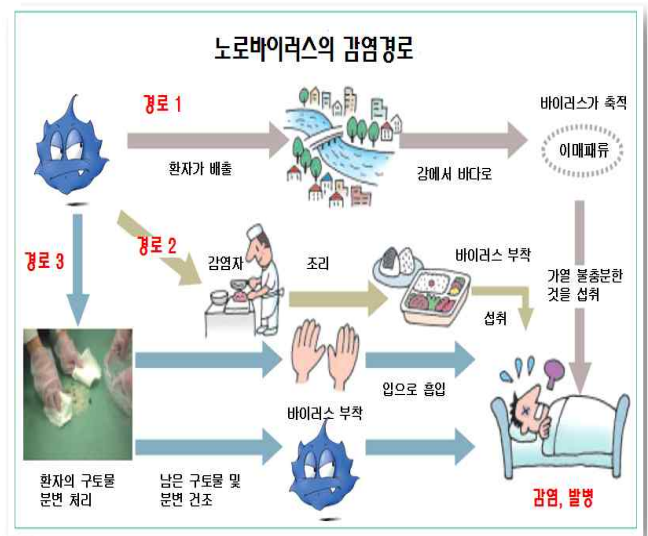 노로바이러스의 감염경로
경로 1
환자가 배출
강에서 바다로
바이러스가 축적
이매패류
경로 2
감염자
조리
바이러스 부착
섭취
가열 불충분한
것을 섭취
경로 3
바이러스 부착
입으로 흡입
환자의 구토물
분변 처리
남은 구토물 및
분변 건조
감염, 발병